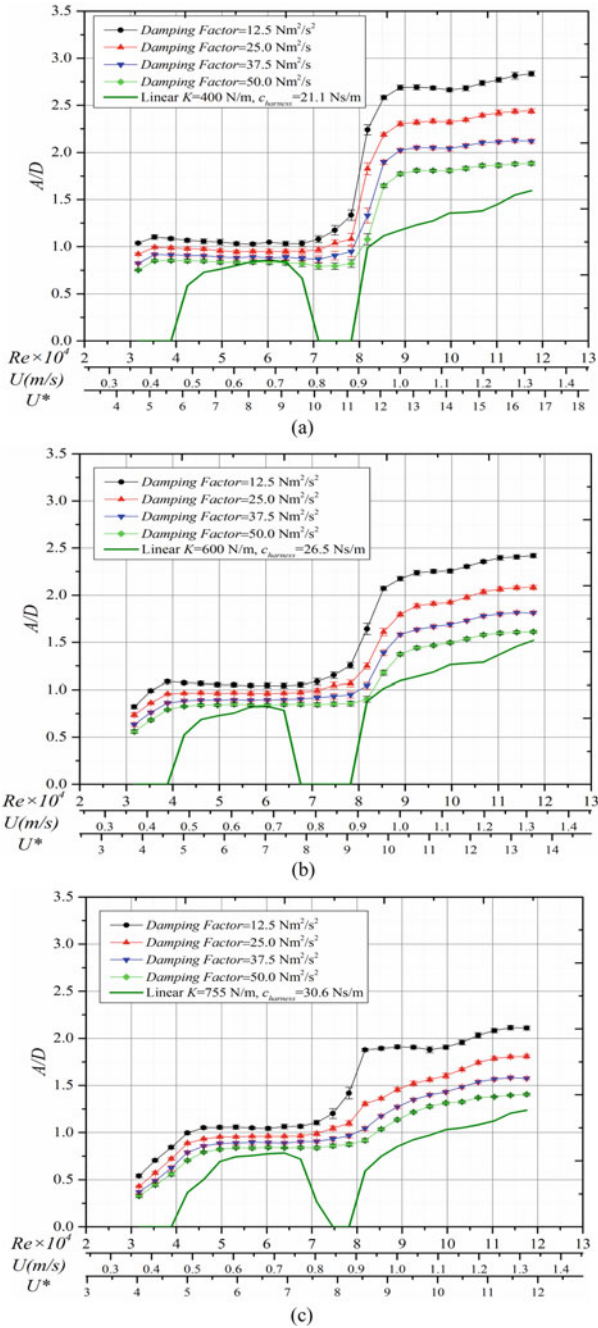 3.5
Damping Factor=12.5 Nm²/s²
3.0
Damping Factor=25.0 Nm²/s
Damping Factor=37.5 Nm²/s
2.5
Damping Factor=50.0 Nm²/s
Linear K=400 N/m, c_harness=21.1 Ns/m
2.0
A/D
1.5
1.0
0.5
0.0
Re×10⁴ 2 3 4 5 6 7 8 9 10 11 12 13
U(m/s) 0.3 0.4 0.5 0.6 0.7 0.8 0.9 1.0 1.1 1.2 1.3 1.4
U* 4 5 6 7 8 9 10 11 12 13 14 15 16 17 18
(a)
3.5
Damping Factor=12.5 Nm²/s²
3.0
Damping Factor=25.0 Nm²/s²
Damping Factor=37.5 Nm²/s²
2.5
Damping Factor=50.0 Nm²/s²
Linear K=600 N/m, c_harness=26.5 Ns/m
2.0
A/D
1.5
1.0
0.5
0.0
Re×10⁴ 2 3 4 5 6 7 8 9 10 11 12 13
U(m/s) 0.3 0.4 0.5 0.6 0.7 0.8 0.9 1.0 1.1 1.2 1.3 1.4
U* 3 4 5 6 7 8 9 10 11 12 13 14
(b)
3.5
Damping Factor=12.5 Nm²/s²
3.0
Damping Factor=25.0 Nm²/s²
Damping Factor=37.5 Nm²/s²
2.5
Damping Factor=50.0 Nm²/s²
Linear K=755 N/m, c_harness=30.6 Ns/m
2.0
A/D
1.5
1.0
0.5
0.0
Re×10⁴ 2 3 4 5 6 7 8 9 10 11 12 13
U(m/s) 0.3 0.4 0.5 0.6 0.7 0.8 0.9 1.0 1.1 1.2 1.3 1.4
U* 3 4 5 6 7 8 9 10 11 12 13
(c)